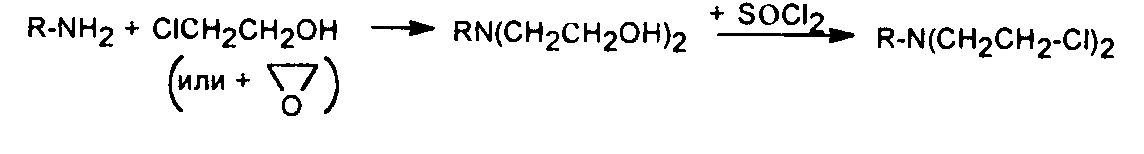 R-NH2 + ClCH2CH2OH RN(CH2CH2OH)2 + SOCl2 R-N(CH2CH2-Cl)2
(или + O)